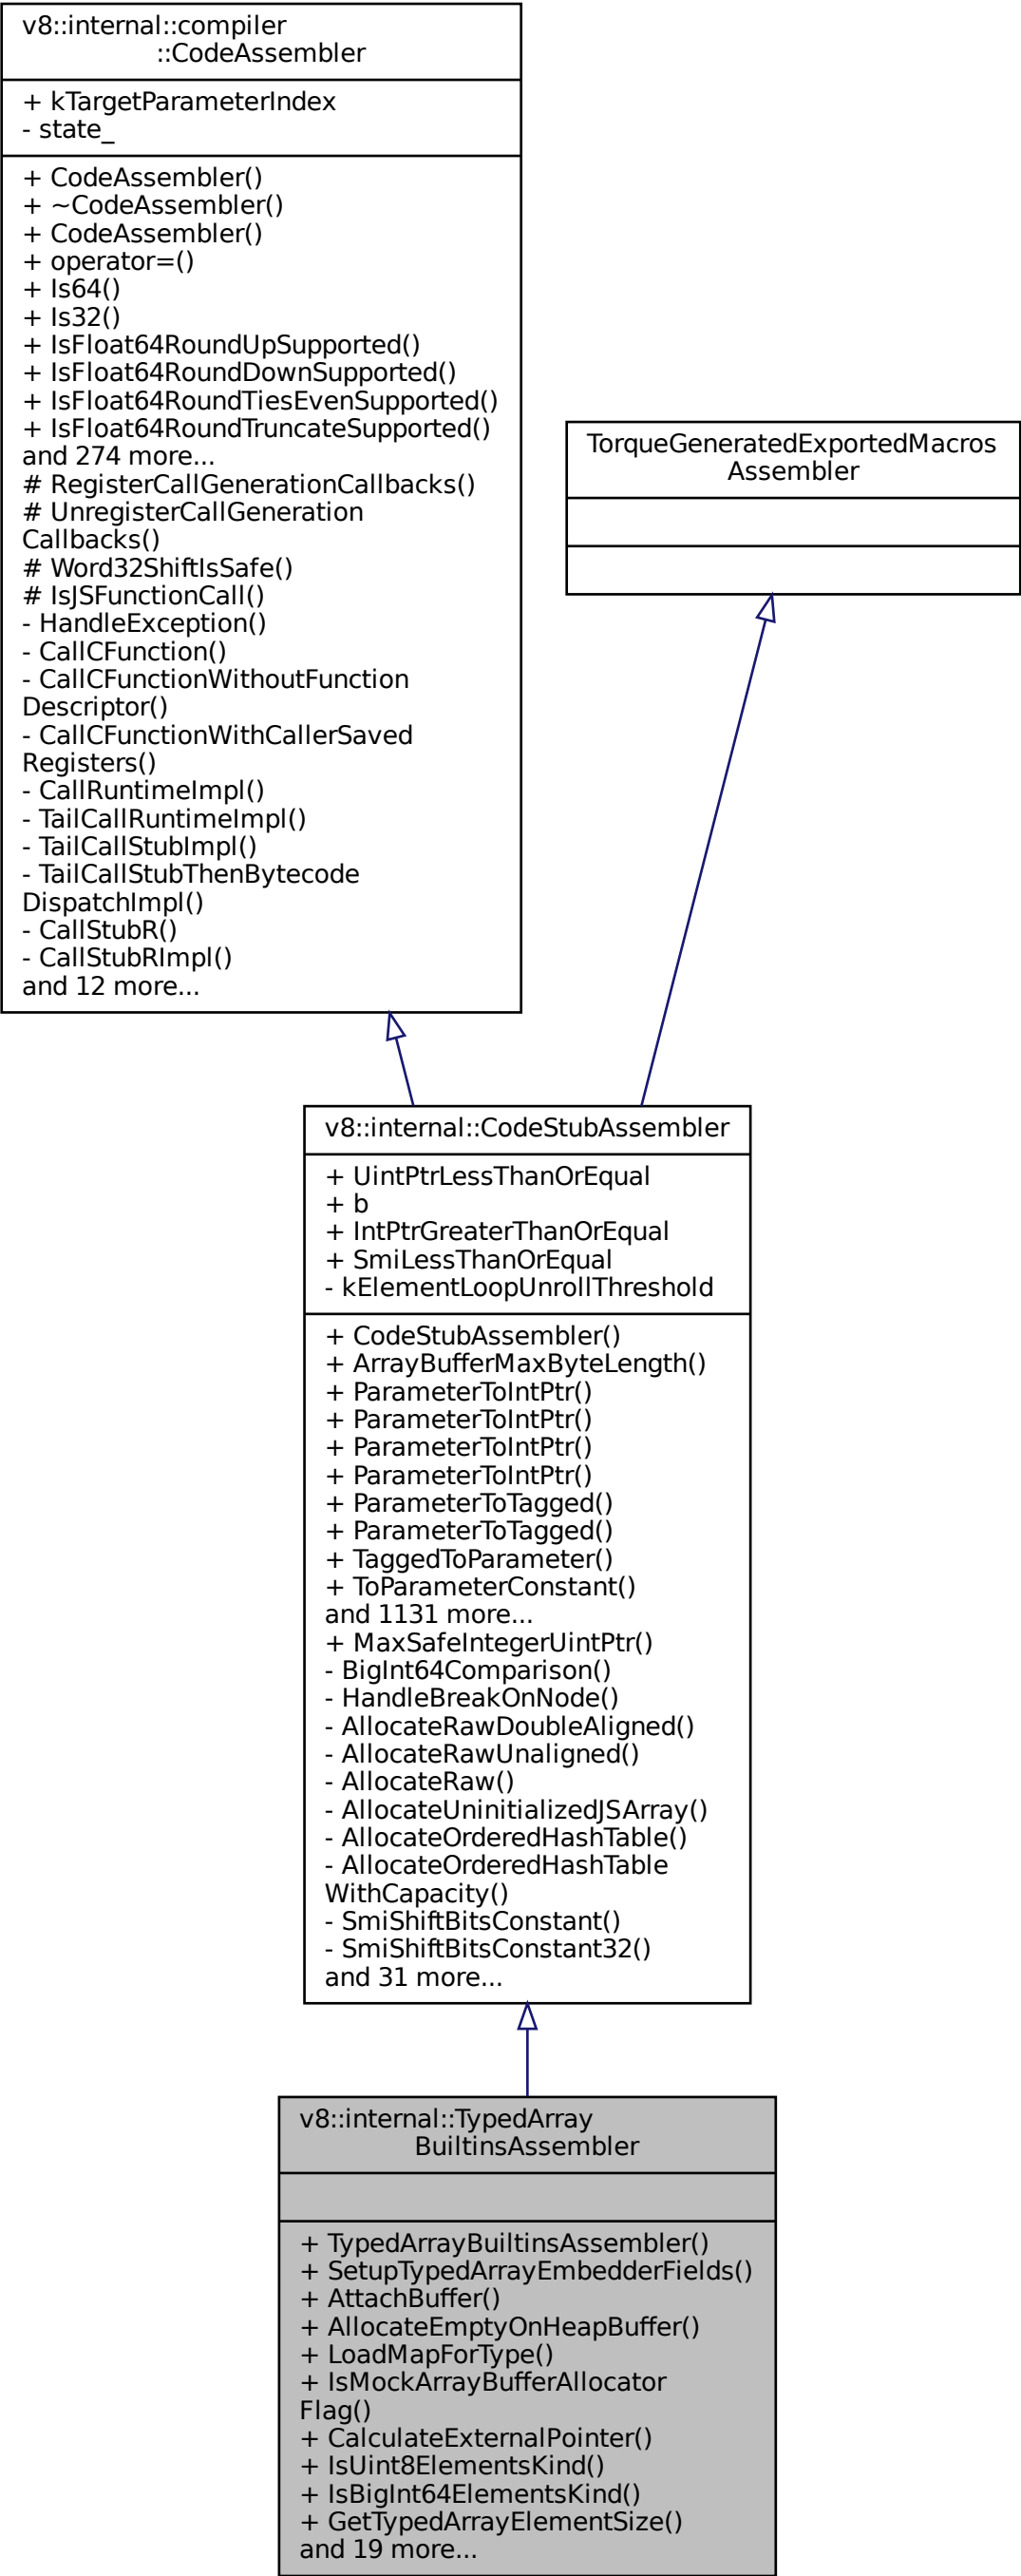 v8::internal::compiler
::CodeAssembler
+ kTargetParameterIndex
- state_
+ CodeAssembler()
+ ~CodeAssembler()
+ CodeAssembler()
+ operator=()
+ Is64()
+ Is32()
+ IsFloat64RoundUpSupported()
+ IsFloat64RoundDownSupported()
+ IsFloat64RoundTiesEvenSupported()
+ IsFloat64RoundTruncateSupported()
and 274 more...
# RegisterCallGenerationCallbacks()
# UnregisterCallGeneration
Callbacks()
# Word32ShiftIsSafe()
# IsJSFunctionCall()
- HandleException()
- CallCFunction()
- CallCFunctionWithoutFunction
Descriptor()
- CallCFunctionWithCallerSaved
Registers()
- CallRuntimeImpl()
- TailCallRuntimeImpl()
- TailCallStubImpl()
- TailCallStubThenBytecode
DispatchImpl()
- CallStubR()
- CallStubRImpl()
and 12 more...
TorqueGeneratedExportedMacros
Assembler
v8::internal::CodeStubAssembler
+ UintPtrLessThanOrEqual
+ b
+ IntPtrGreaterThanOrEqual
+ SmiLessThanOrEqual
- kElementLoopUnrollThreshold
+ CodeStubAssembler()
+ ArrayBufferMaxByteLength()
+ ParameterToIntPtr()
+ ParameterToIntPtr()
+ ParameterToIntPtr()
+ ParameterToIntPtr()
+ ParameterToTagged()
+ ParameterToTagged()
+ TaggedToParameter()
+ ToParameterConstant()
and 1131 more...
+ MaxSafeIntegerUintPtr()
- BigInt64Comparison()
- HandleBreakOnNode()
- AllocateRawDoubleAligned()
- AllocateRawUnaligned()
- AllocateRaw()
- AllocateUninitializedJSArray()
- AllocateOrderedHashTable()
- AllocateOrderedHashTable
WithCapacity()
- SmiShiftBitsConstant()
- SmiShiftBitsConstant32()
and 31 more...
v8::internal::TypedArray
BuiltinsAssembler
+ TypedArrayBuiltinsAssembler()
+ SetupTypedArrayEmbedderFields()
+ AttachBuffer()
+ AllocateEmptyOnHeapBuffer()
+ LoadMapForType()
+ IsMockArrayBufferAllocator
Flag()
+ CalculateExternalPointer()
+ IsUint8ElementsKind()
+ IsBigInt64ElementsKind()
+ GetTypedArrayElementSize()
and 19 more...